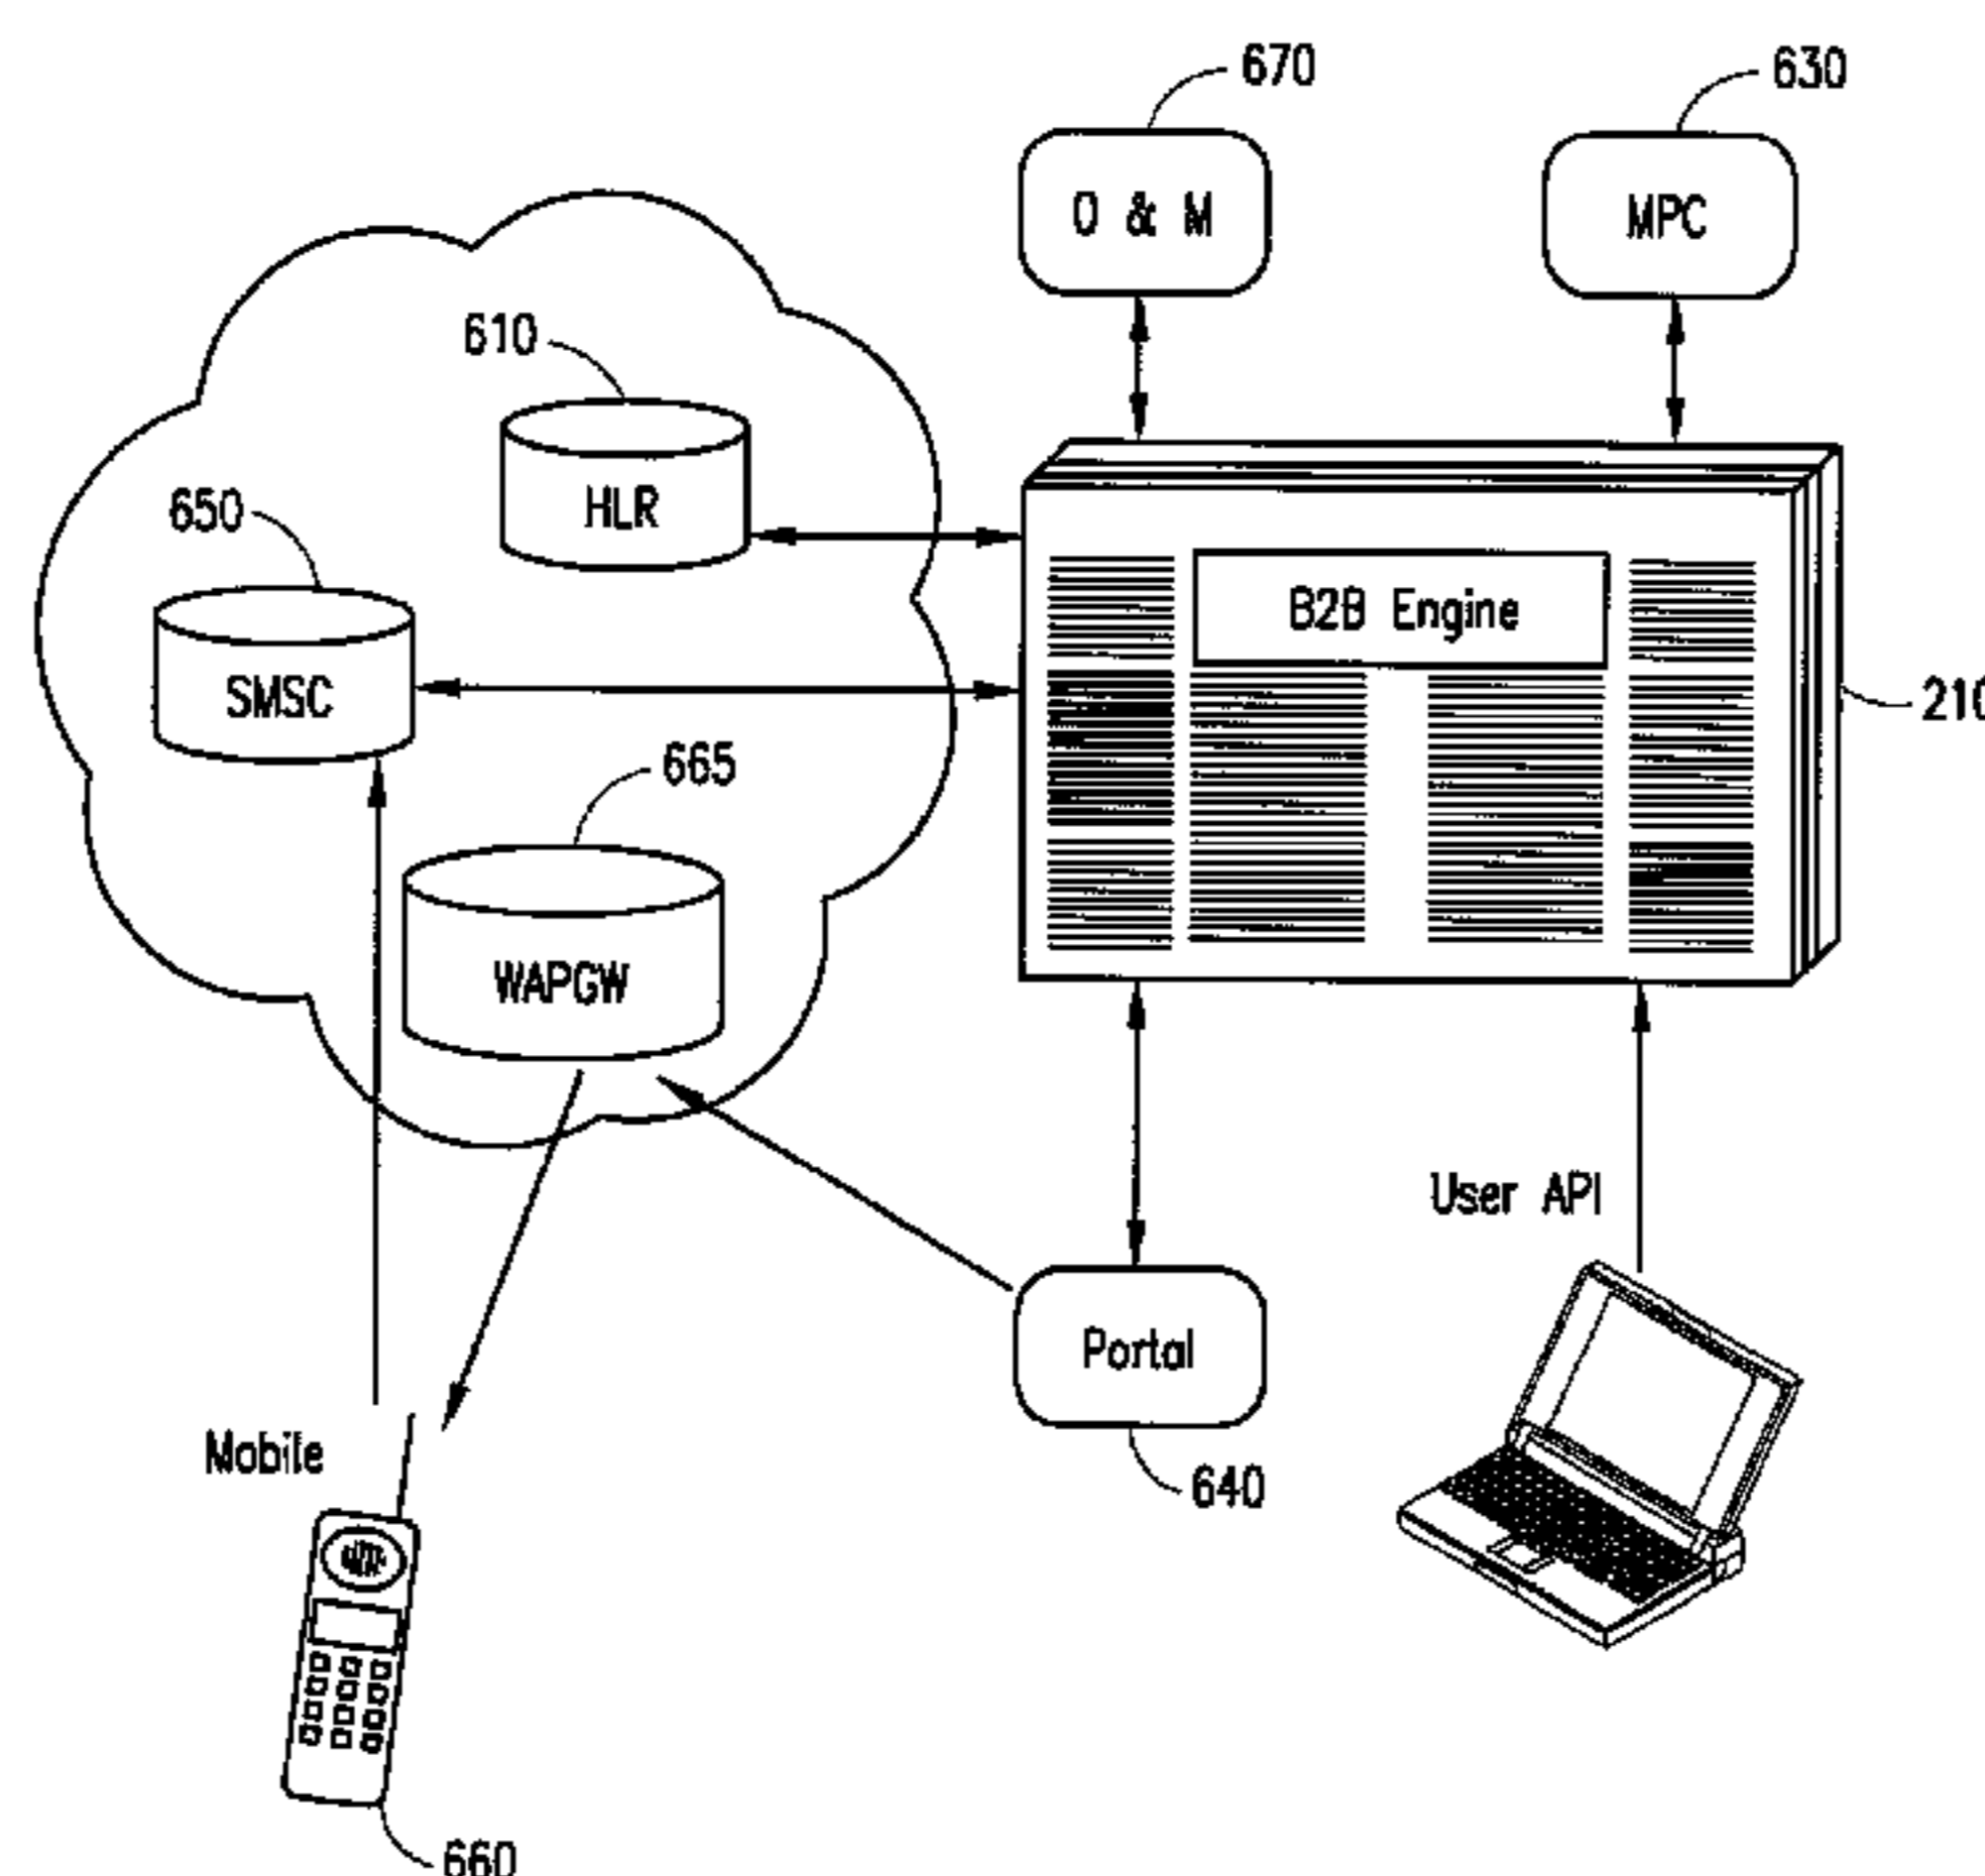 670
630
O & M
MPC
610
HLR
650
B2B Engine
SMSC
210
665
WAPGW
User API
Portal
Mobile
640
660